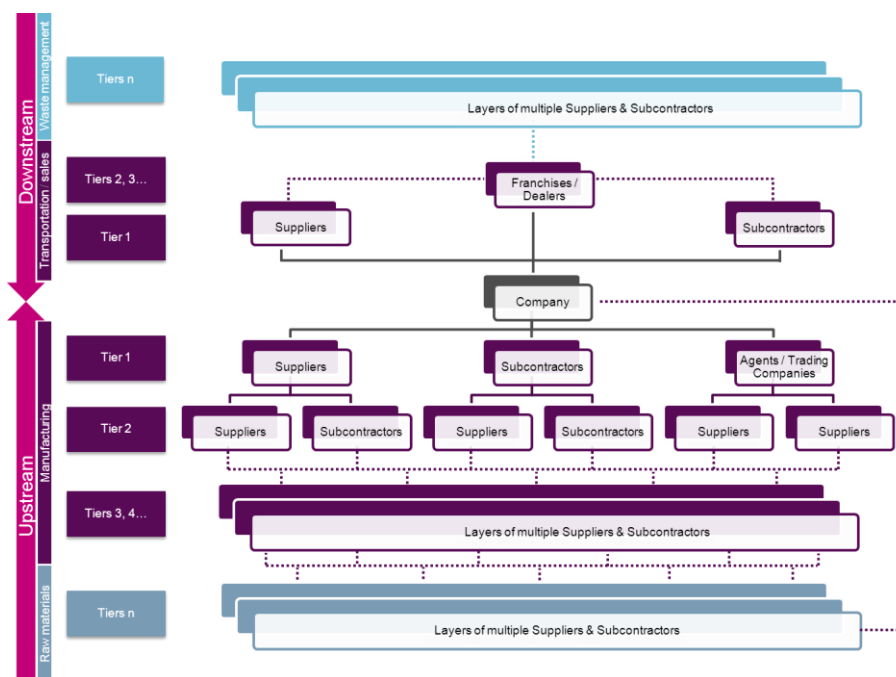 Downstream
Waste management
Tiers n
Layers of multiple Suppliers & Subcontractors
Transportation / sales
Tiers 2, 3...
Franchises /
Dealers
Tier 1
Suppliers
Subcontractors
Company
Upstream
Manufacturing
Tier 1
Suppliers
Subcontractors
Agents / Trading
Companies
Tier 2
Suppliers
Subcontractors
Suppliers
Subcontractors
Suppliers
Suppliers
Tiers 3, 4...
Layers of multiple Suppliers & Subcontractors
Raw materials
Tiers n
Layers of multiple Suppliers & Subcontractors